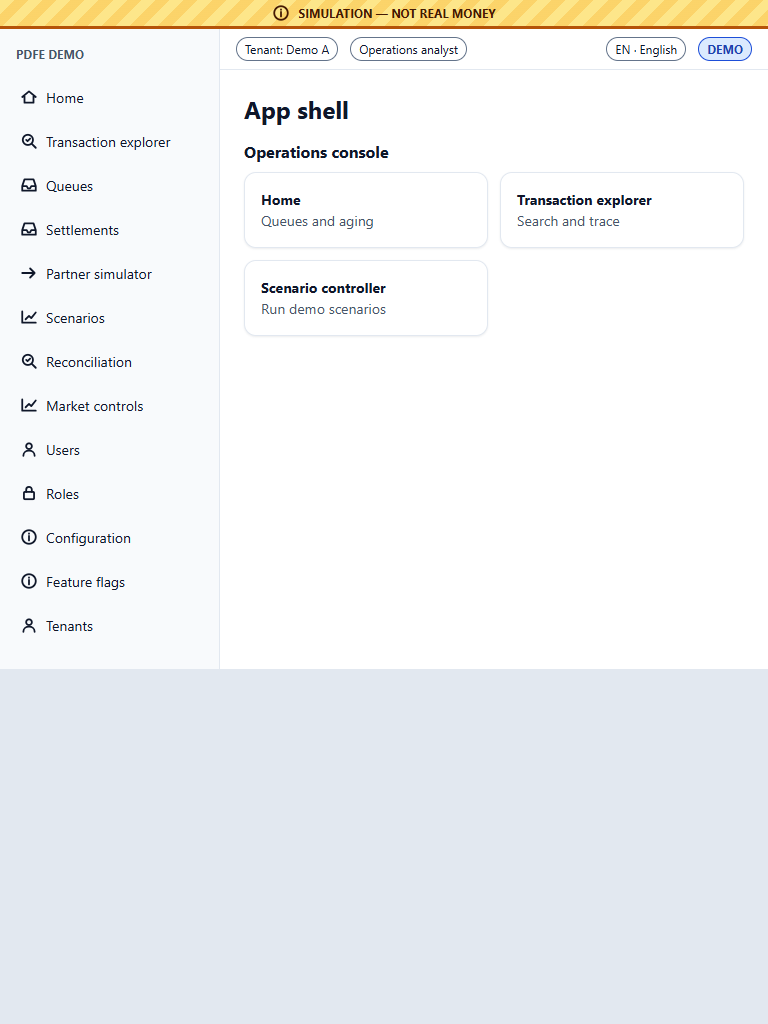 SIMULATION — NOT REAL MONEY
PDFE DEMO
Home
Transaction explorer
Queues
Settlements
Partner simulator
Scenarios
Reconciliation
Market controls
Users
Roles
Configuration
Feature flags
Tenants
Tenant: Demo A
Operations analyst
EN · English
DEMO
App shell
Operations console
Home
Queues and aging
Transaction explorer
Search and trace
Scenario controller
Run demo scenarios